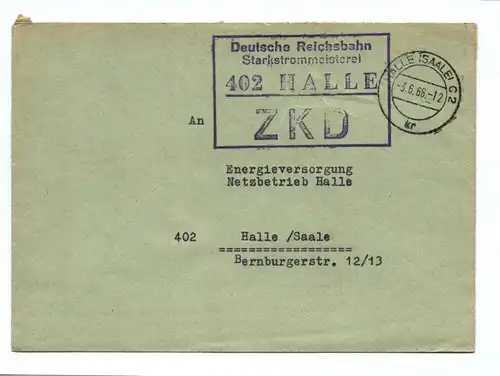 Deutsche Reichsbahn
Starkstrommeisterei
402 HALLE
ZKD
HALLE (SAALE) C 2
-3.6.66.-12
kr
An
Energieversorgung
Netzbetrieb Halle
402 Halle /Saale
==================
Bernburgerstr. 12/13